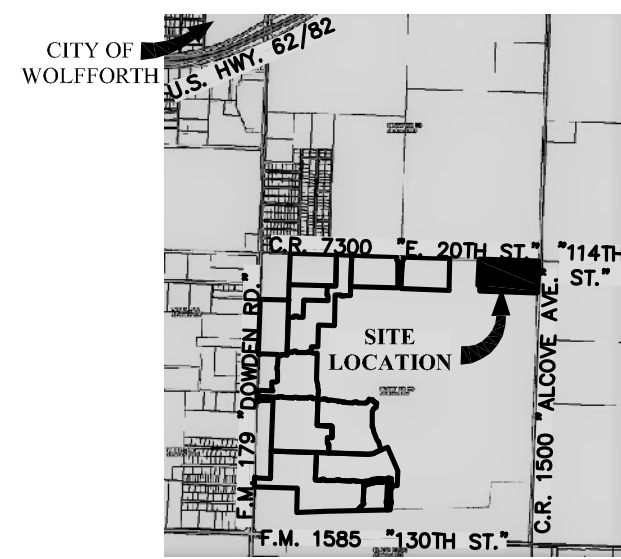 CITY OF
WOLFFORTH
U.S. HWY. 62/82
C.R. 7300 "E. 20TH ST." "114TH
ST."
F.M. 179 "DOWDEN RD."
SITE
LOCATION
C.R. 1500 "ALCOVE AVE."
F.M. 1585 "130TH ST."